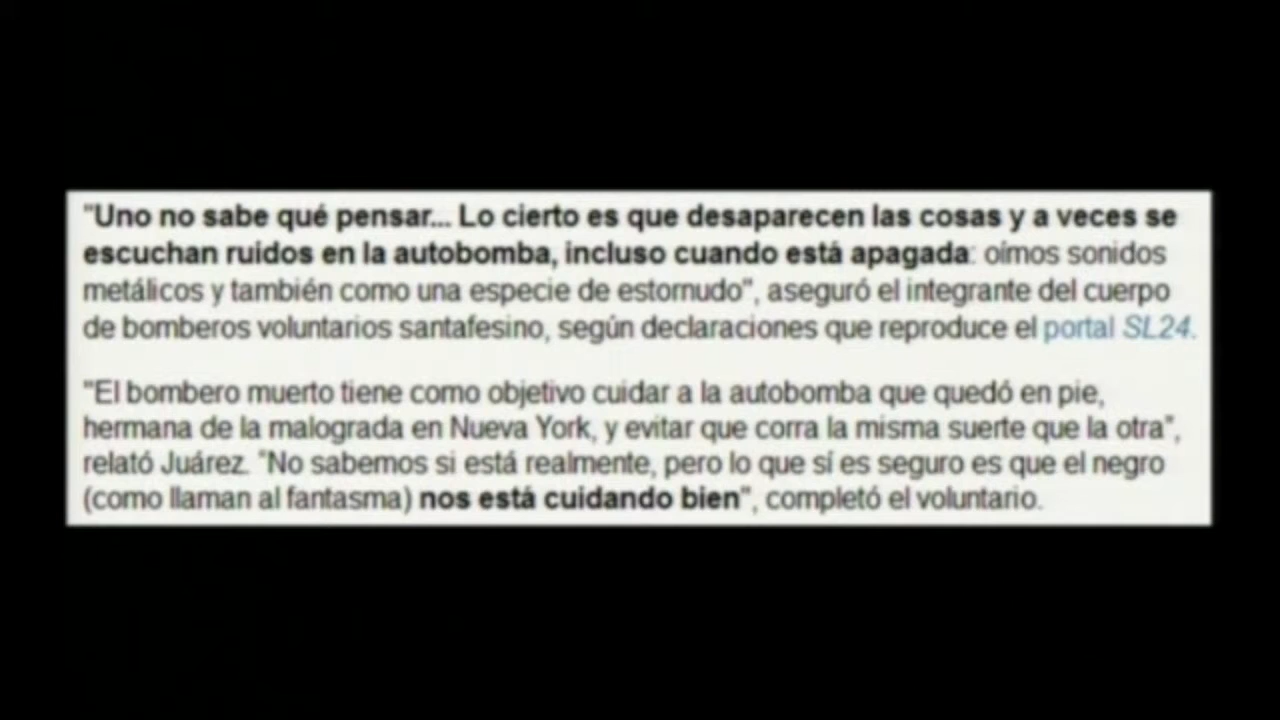 "Uno no sabe qué pensar... Lo cierto es que desaparecen las cosas y a veces se
escuchan ruidos en la autobomba, incluso cuando está apagada: oímos sonidos
metálicos y también como una especie de estornudo", aseguró el integrante del cuerpo
de bomberos voluntarios santafesino, según declaraciones que reproduce el portal SL24.
"El bombero muerto tiene como objetivo cuidar a la autobomba que quedó en pie,
hermana de la malograda en Nueva York, y evitar que corra la misma suerte que la otra",
relató Juárez. "No sabemos si está realmente, pero lo que sí es seguro es que el negro
(como llaman al fantasma) nos está cuidando bien", completó el voluntario.